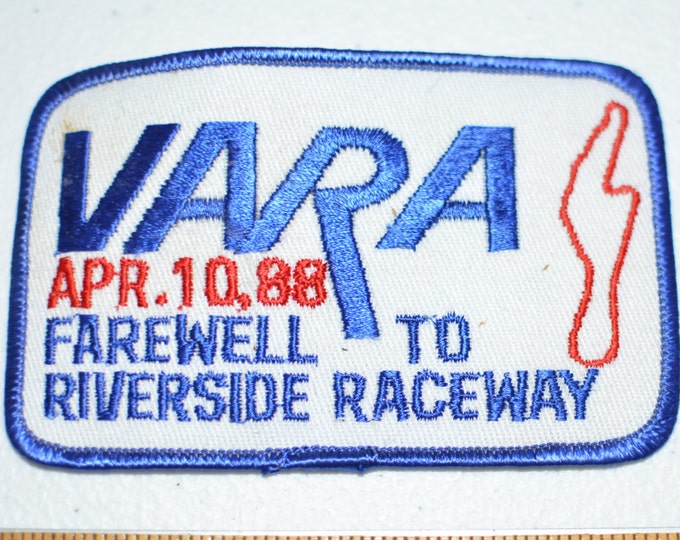 VARA
APR.10,88
FAREWELL TO
RIVERSIDE RACEWAY